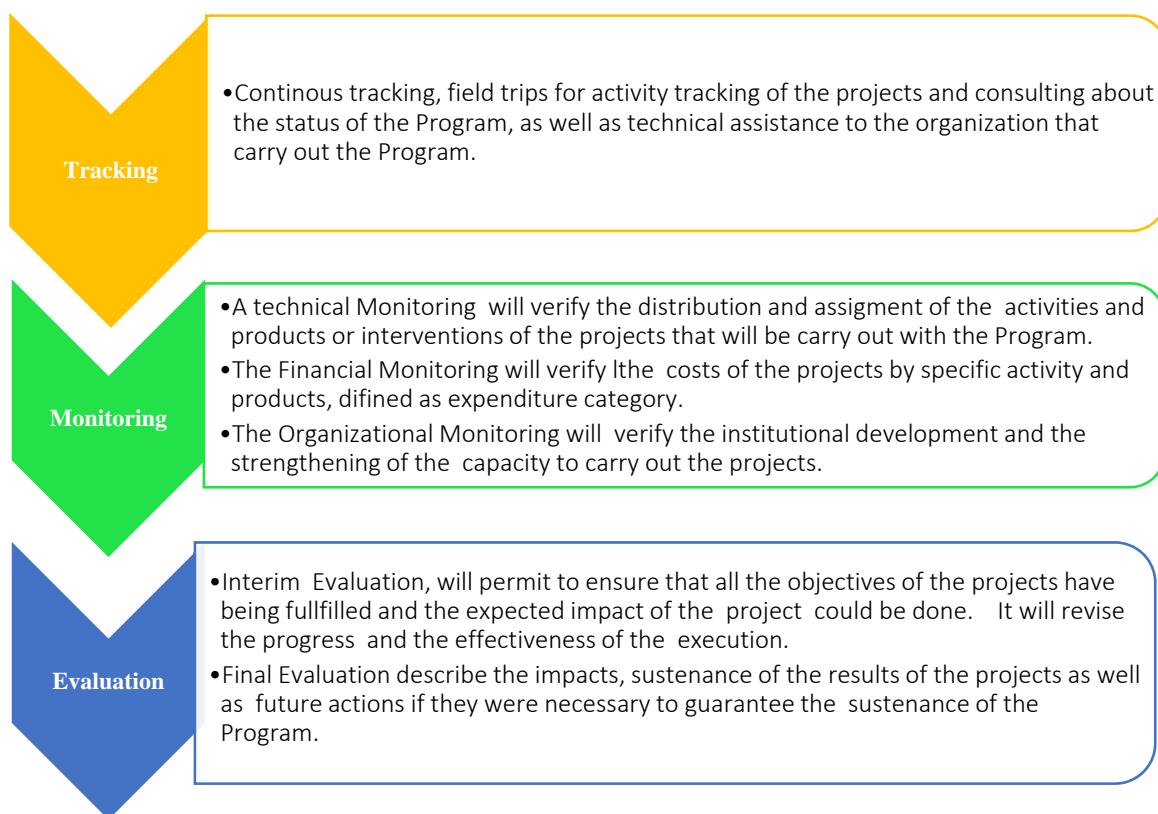 Tracking
•Continous tracking, field trips for activity tracking of the projects and consulting about
the status of the Program, as well as technical assistance to the organization that
carry out the Program.
Monitoring
•A technical Monitoring will verify the distribution and assigment of the activities and
products or interventions of the projects that will be carry out with the Program.
•The Financial Monitoring will verify lthe costs of the projects by specific activity and
products, difined as expenditure category.
•The Organizational Monitoring will verify the institutional development and the
strengthening of the capacity to carry out the projects.
Evaluation
•Interim Evaluation, will permit to ensure that all the objectives of the projects have
being fullfilled and the expected impact of the project could be done. It will revise
the progress and the effectiveness of the execution.
•Final Evaluation describe the impacts, sustenance of the results of the projects as well
as future actions if they were necessary to guarantee the sustenance of the
Program.